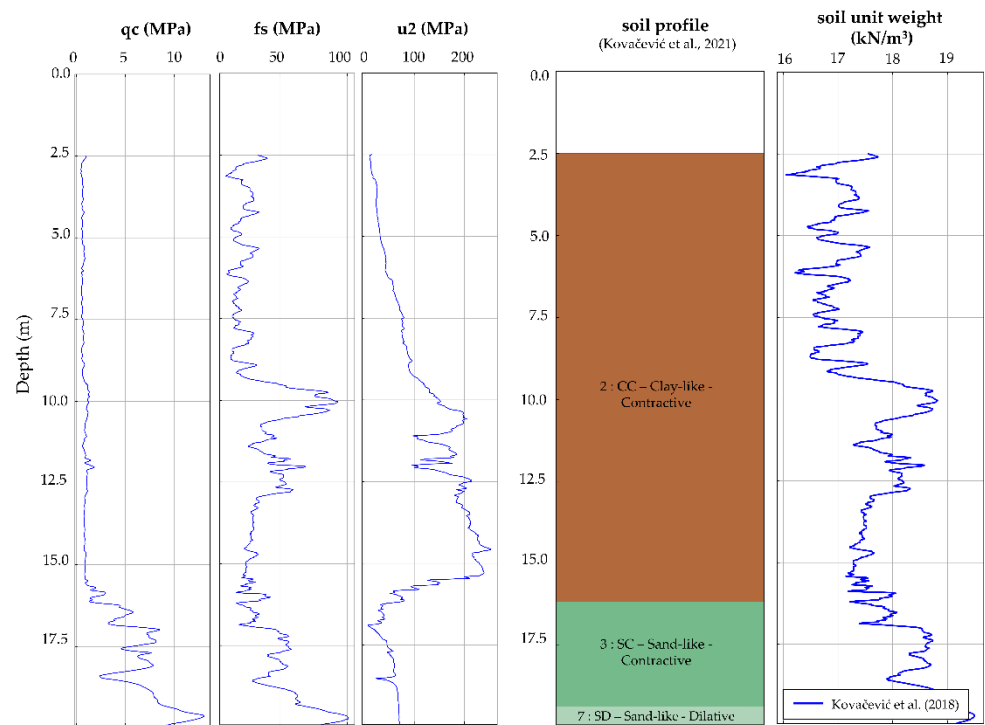 qc (MPa) fs (MPa) u2 (MPa) soil profile soil unit weight
(Kovačević et al., 2021) (kN/m³)
0 5 10 0 50 100 0 100 200 16 17 18 19
0.0 0.0
2.5 2.5
5.0 5.0
7.5 7.5
Depth (m)
2 : CC – Clay-like -
10.0 Contractive 10.0
12.5 12.5
15.0 15.0
17.5 3 : SC – Sand-like - 17.5
Contractive
7 : SD – Sand-like - Dilative Kovačević et al. (2018)